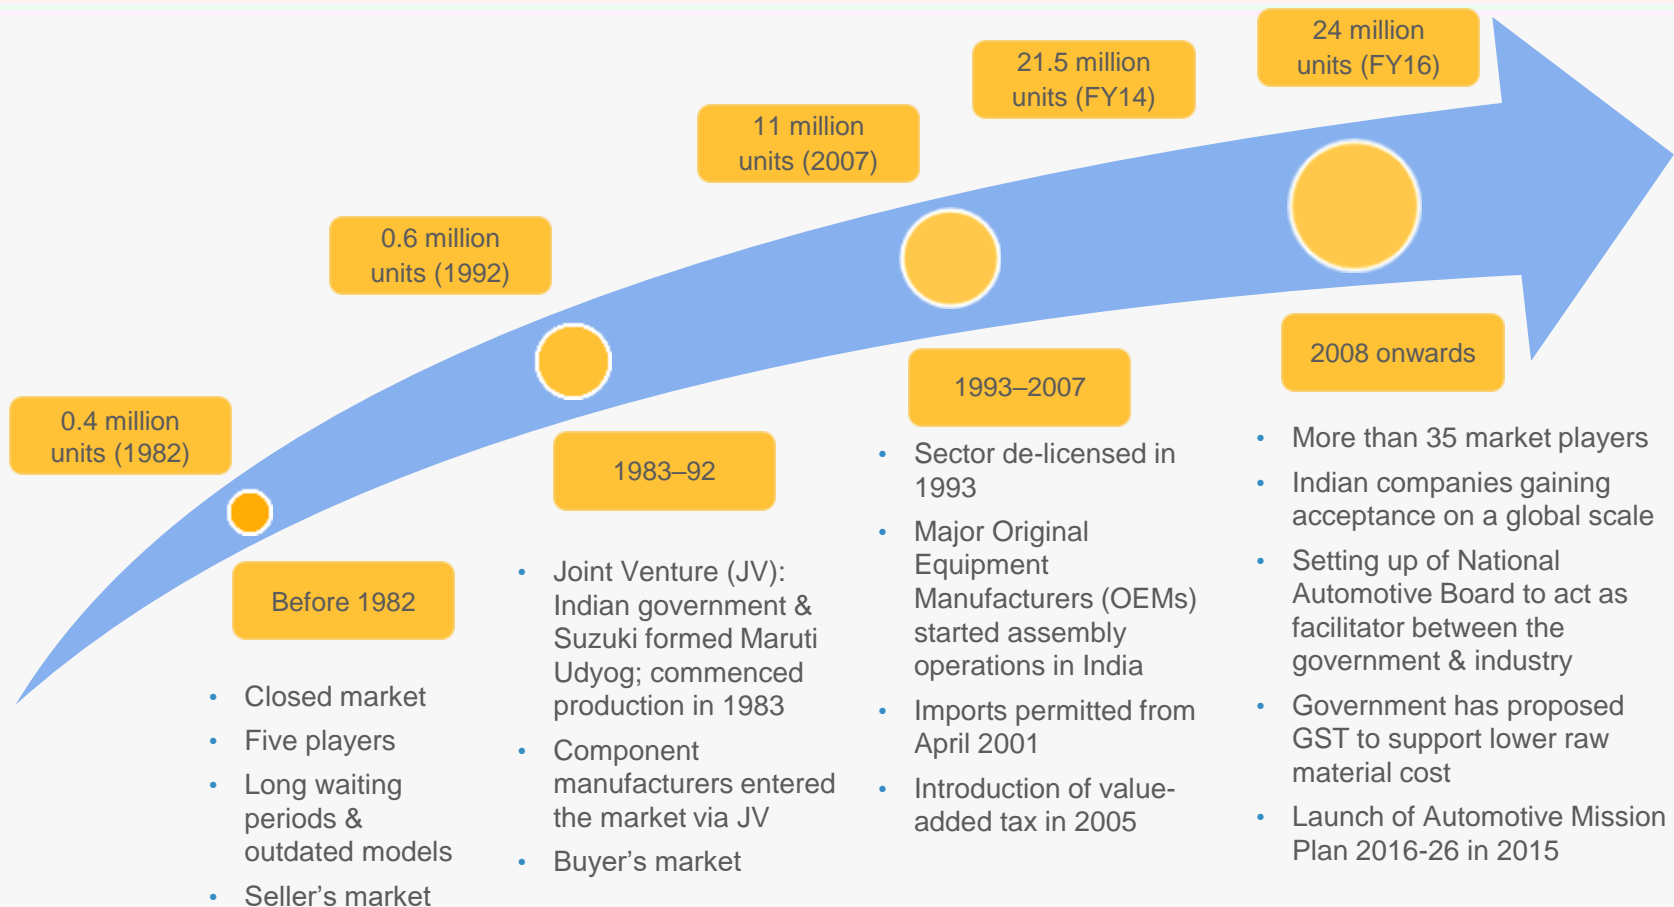 24 million
units (FY16)
21.5 million
units (FY14)
11 million
units (2007)
0.6 million
units (1992)
0.4 million
units (1982)
Before 1982
• Closed market
• Five players
• Long waiting
periods &
outdated models
• Seller’s market
1983–92
• Joint Venture (JV):
Indian government &
Suzuki formed Maruti
Udyog; commenced
production in 1983
• Component
manufacturers entered
the market via JV
• Buyer’s market
1993–2007
• Sector de-licensed in
1993
• Major Original
Equipment
Manufacturers (OEMs)
started assembly
operations in India
• Imports permitted from
April 2001
• Introduction of value-
added tax in 2005
2008 onwards
• More than 35 market players
• Indian companies gaining
acceptance on a global scale
• Setting up of National
Automotive Board to act as
facilitator between the
government & industry
• Government has proposed
GST to support lower raw
material cost
• Launch of Automotive Mission
Plan 2016-26 in 2015